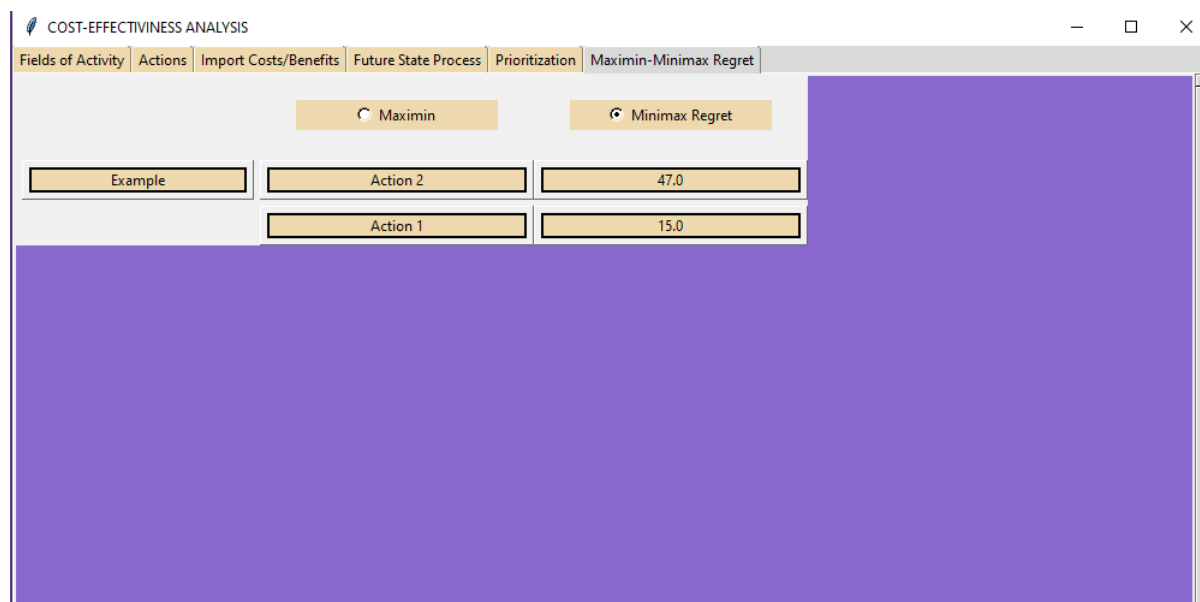 COST-EFFECTIVINESS ANALYSIS
Fields of Activity Actions Import Costs/Benefits Future State Process Prioritization Maximin-Minimax Regret
Maximin Minimax Regret
Example Action 2 47.0
Action 1 15.0